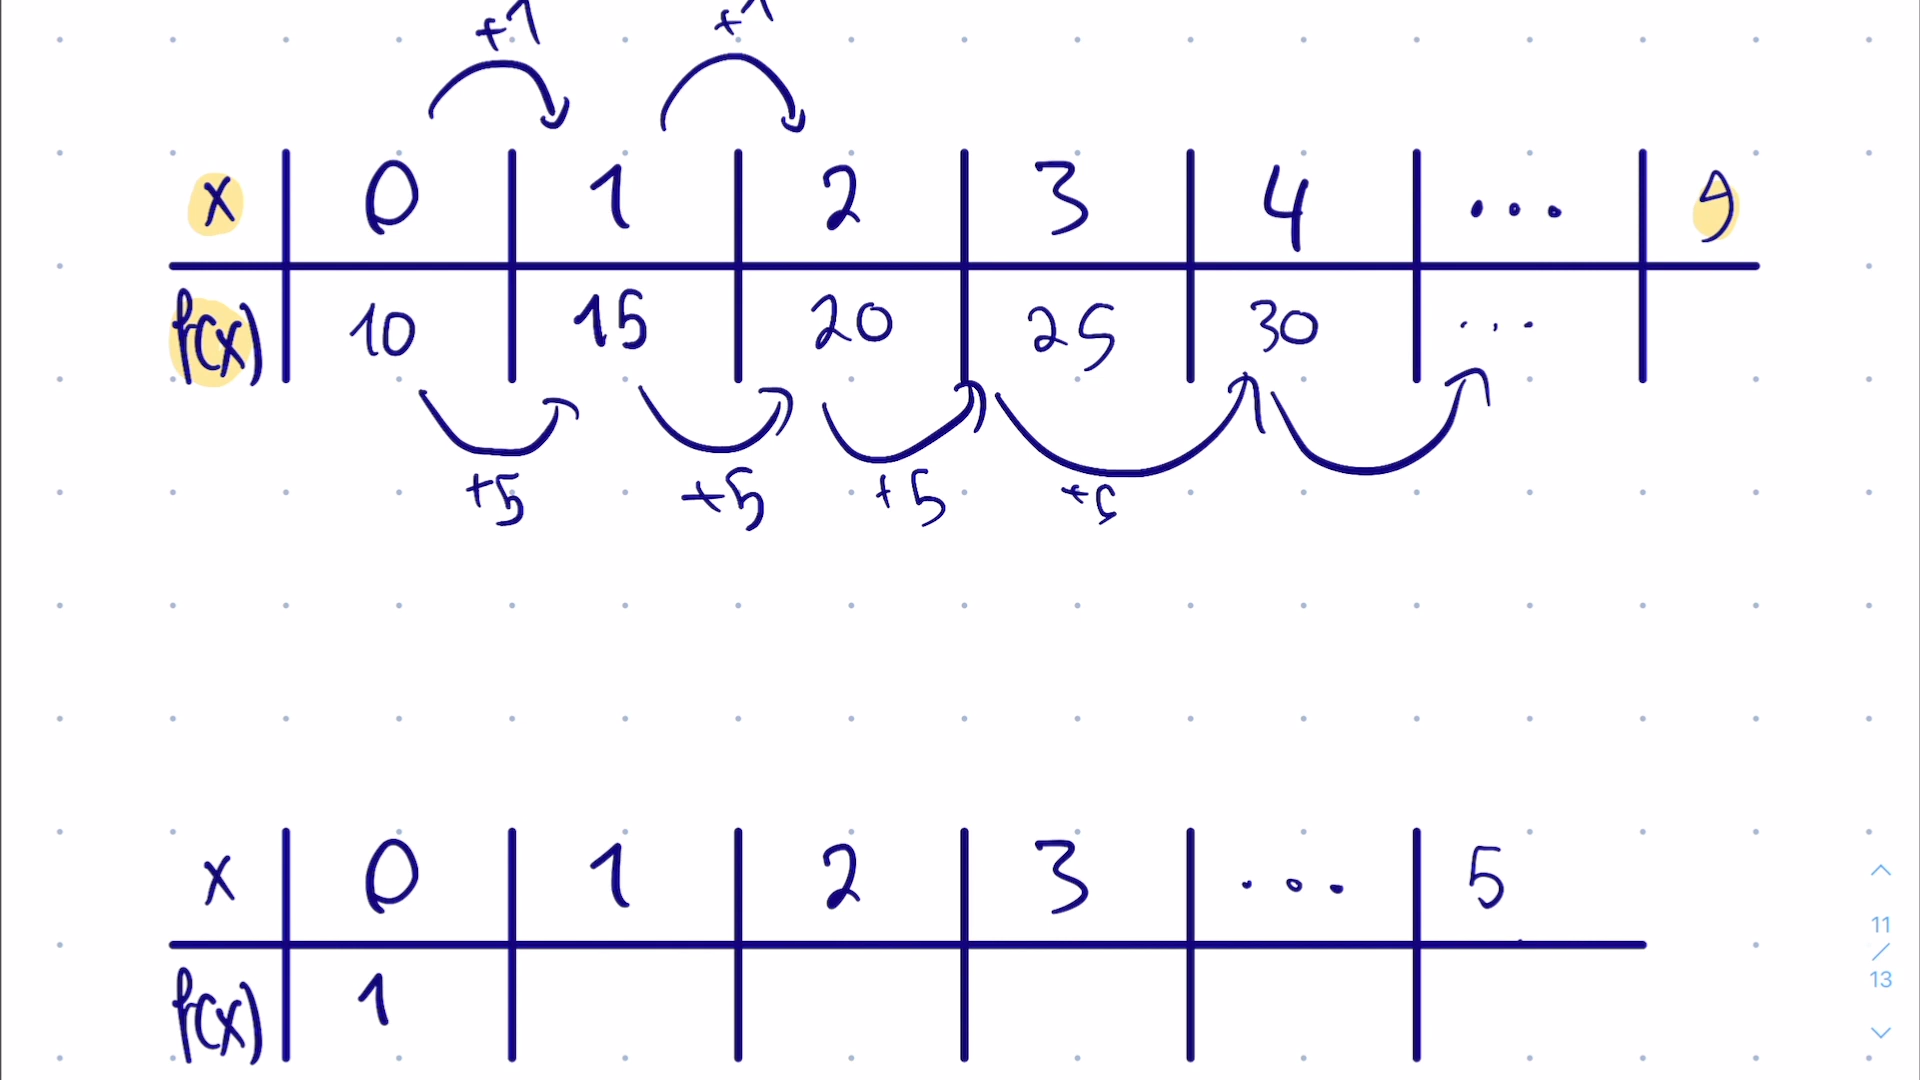 +1 +1
x 0 1 2 3 4 ... 9
f(x) 10 15 20 25 30 ...
+5 +5 +5 +5
x 0 1 2 3 ... 5
f(x) 1
11
/
13